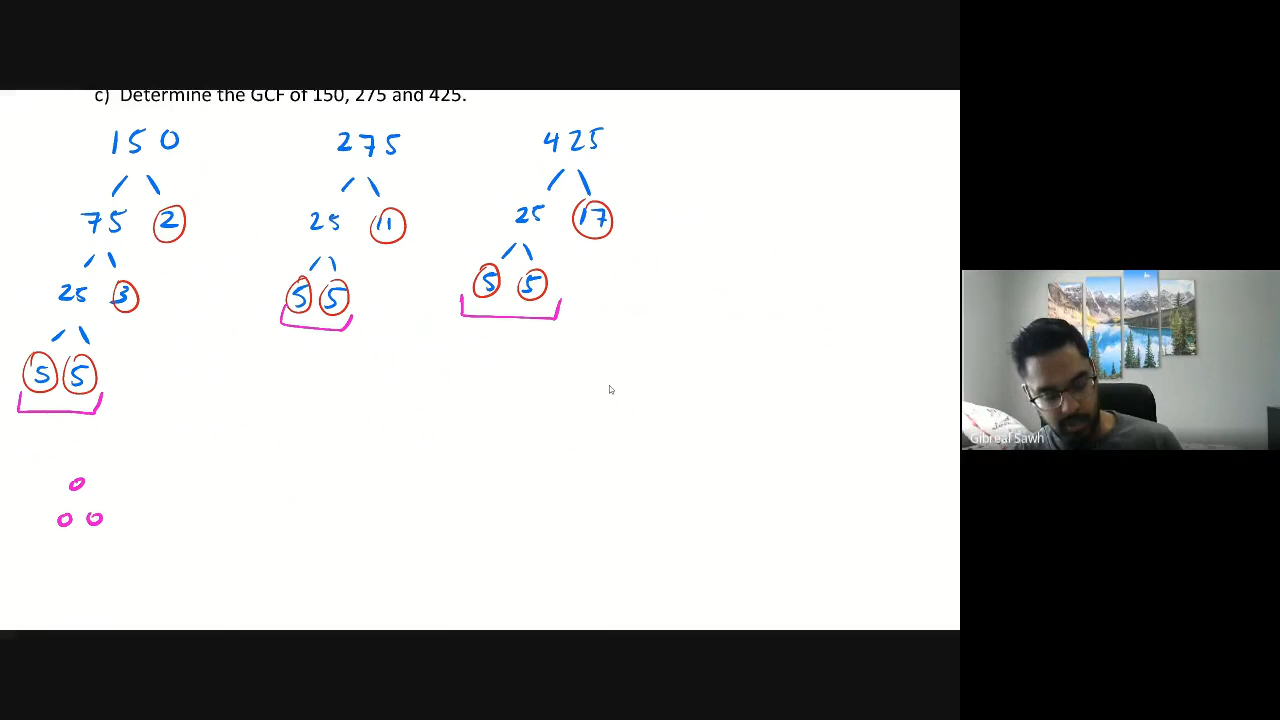 c) Determine the GCF of 150, 275 and 425.
150 275 425
75 2 25 11 25 17
25 3 5 5 5 5
5 5
Gibreal Sawh